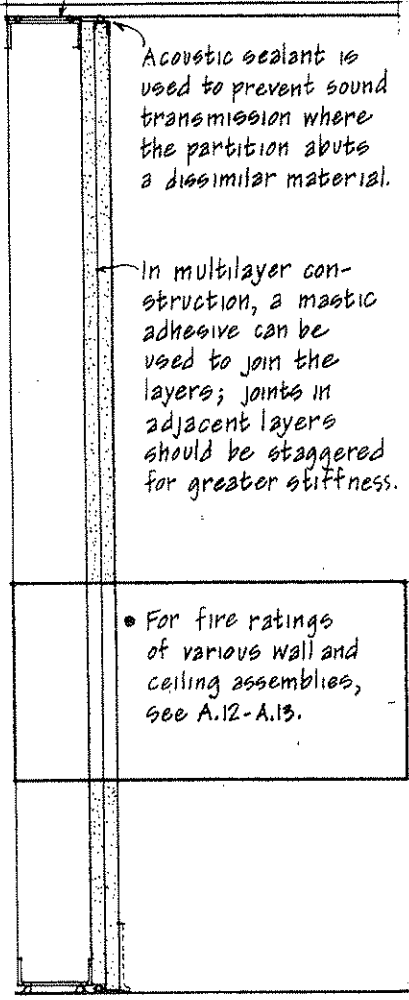 Acoustic sealant is
used to prevent sound
transmission where
the partition abuts
a dissimilar material.
In multilayer con-
struction, a mastic
adhesive can be
used to join the
layers; joints in
adjacent layers
should be staggered
for greater stiffness.
• For fire ratings
of various wall and
ceiling assemblies,
see A.12-A.13.